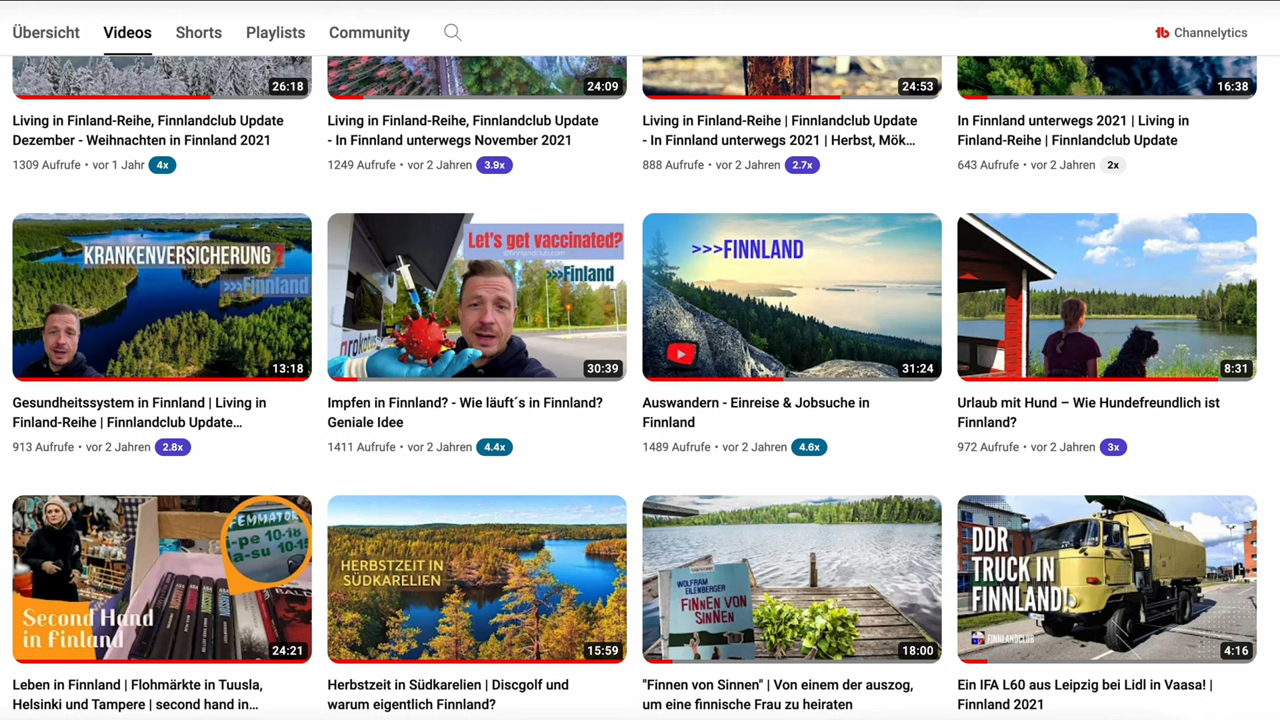 Übersicht Videos Shorts Playlists Community
Channelytics
26:18
24:09
24:53
16:38
Living in Finland-Reihe, Finnlandclub Update
Dezember - Weihnachten in Finnland 2021
1309 Aufrufe • vor 1 Jahr 4x
Living in Finland-Reihe, Finnlandclub Update
- In Finnland unterwegs November 2021
1249 Aufrufe • vor 2 Jahren 3.9x
Living in Finland-Reihe | Finnlandclub Update
- In Finnland unterwegs 2021 | Herbst, Mök...
888 Aufrufe • vor 2 Jahren 2.7x
In Finnland unterwegs 2021 | Living in
Finland-Reihe | Finnlandclub Update
643 Aufrufe • vor 2 Jahren 2x
KRANKENVERSICHERUNG?
>>>Finnland
13:18
Let's get vaccinated?
>>>Finland
30:39
>>>FINNLAND
31:24
8:31
Gesundheitssystem in Finnland | Living in
Finland-Reihe | Finnlandclub Update...
913 Aufrufe • vor 2 Jahren 2.8x
Impfen in Finnland? - Wie läuft´s in Finnland?
Geniale Idee
1411 Aufrufe • vor 2 Jahren 4.4x
Auswandern - Einreise & Jobsuche in
Finnland
1489 Aufrufe • vor 2 Jahren 4.6x
Urlaub mit Hund – Wie Hundefreundlich ist
Finnland?
972 Aufrufe • vor 2 Jahren 3x
FEMMATORI
i-pe 10-18
a-su 10-15
Second Hand
in Finland
24:21
HERBSTZEIT IN
SÜDKARELIEN
15:59
WOLFRAM
EILENBERGER
FINNEN VON
SINNEN
18:00
DDR
TRUCK IN
FINNLAND!
FINNLANDCLUB
4:16
Leben in Finnland | Flohmärkte in Tuusla,
Helsinki und Tampere | second hand in...
Herbstzeit in Südkarelien | Discgolf und
warum eigentlich Finnland?
"Finnen von Sinnen" | Von einem der auszog,
um eine finnische Frau zu heiraten
Ein IFA L60 aus Leipzig bei Lidl in Vaasa! |
Finnland 2021